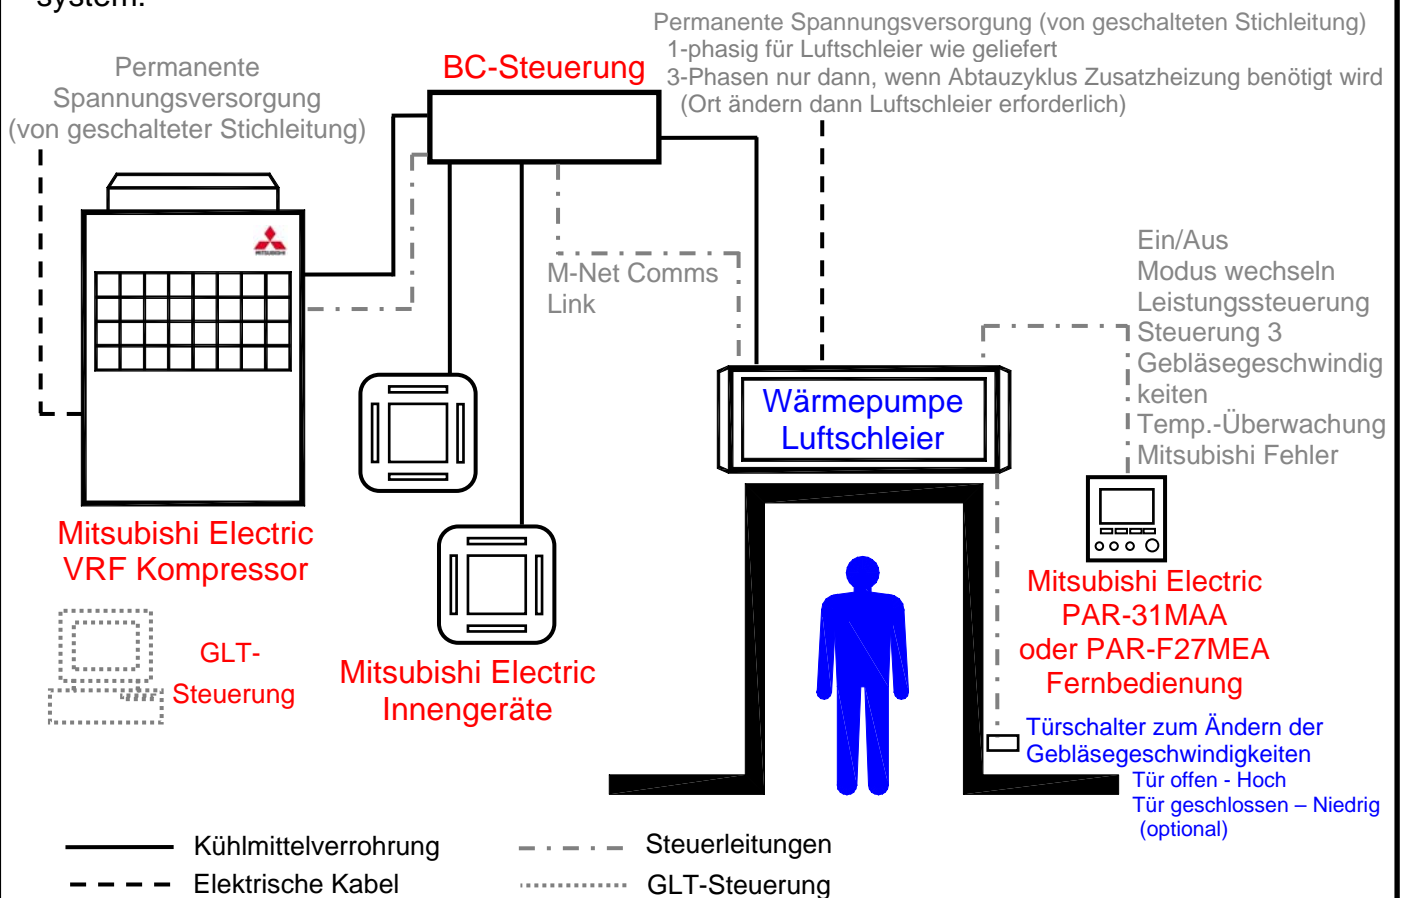 system.
Permanente Spannungsversorgung (von geschalteten Stichleitung)
1-phasig für Luftschleier wie geliefert
3-Phasen nur dann, wenn Abtauzyklus Zusatzheizung benötigt wird
(Ort ändern dann Luftschleier erforderlich)
Permanente
Spannungsversorgung
(von geschalteter Stichleitung)
BC-Steuerung
MITSUBISHI
M-Net Comms
Link
Ein/Aus
Modus wechseln
Leistungssteuerung
Steuerung 3
Gebläsegeschwindig
keiten
Temp.-Überwachung
Mitsubishi Fehler
Wärmepumpe
Luftschleier
Mitsubishi Electric
VRF Kompressor
GLT-
Steuerung
Mitsubishi Electric
Innengeräte
Mitsubishi Electric
PAR-31MAA
oder PAR-F27MEA
Fernbedienung
Türschalter zum Ändern der
Gebläsegeschwindigkeiten
Tür offen - Hoch
Tür geschlossen – Niedrig
(optional)
Kühlmittelverrohrung
Steuerleitungen
Elektrische Kabel
GLT-Steuerung